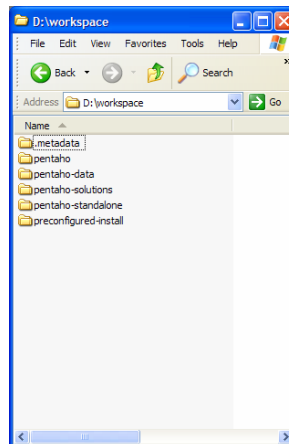 D:\workspace
File Edit View Favorites Tools Help
»
Back Search
Address D:\workspace Go
Name
.metadata
pentaho
pentaho-data
pentaho-solutions
pentaho-standalone
preconfigured-install